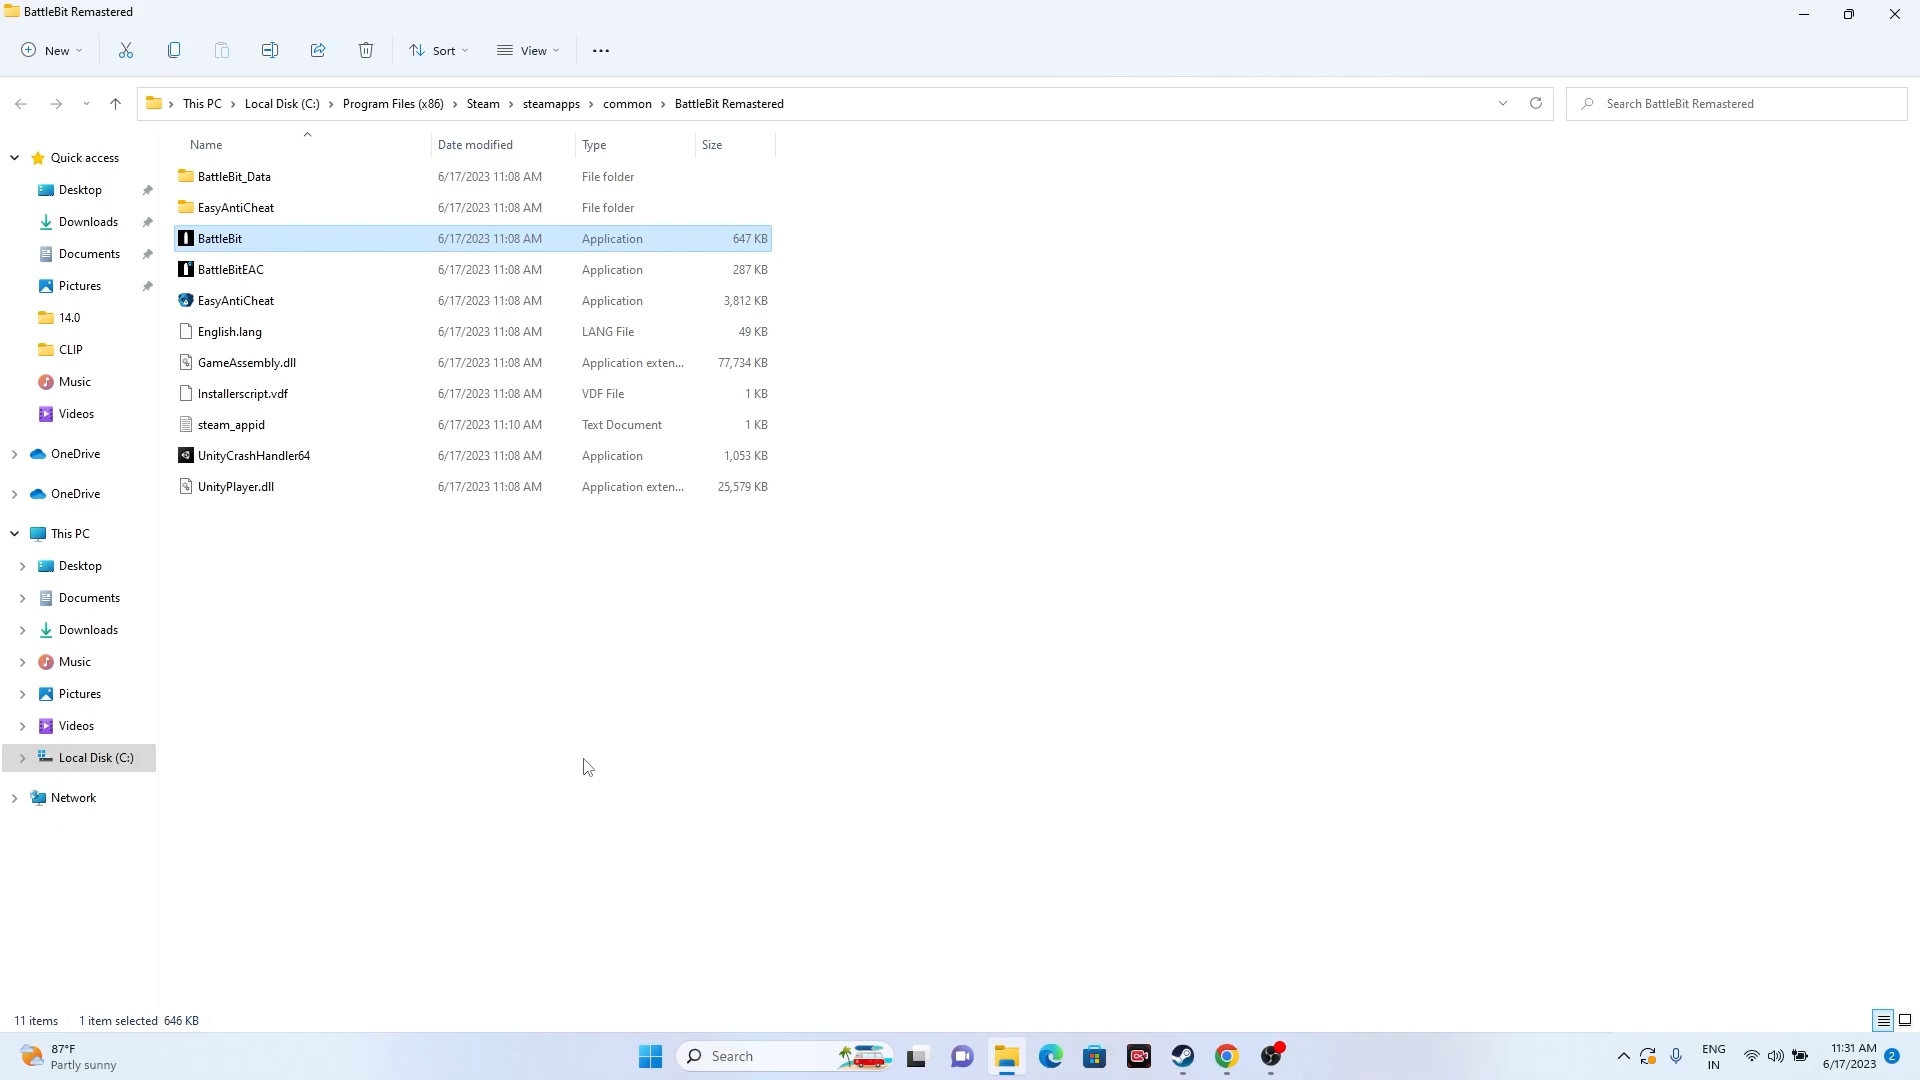 BattleBit Remastered
New
Sort
View
This PC
Local Disk (C:)
Program Files (x86)
Steam
steamapps
common
BattleBit Remastered
Search BattleBit Remastered
Name
Date modified
Type
Size
BattleBit_Data 6/17/2023 11:08 AM File folder
EasyAntiCheat 6/17/2023 11:08 AM File folder
BattleBit 6/17/2023 11:08 AM Application 647 KB
BattleBitEAC 6/17/2023 11:08 AM Application 287 KB
EasyAntiCheat 6/17/2023 11:08 AM Application 3,812 KB
English.lang 6/17/2023 11:08 AM LANG File 49 KB
GameAssembly.dll 6/17/2023 11:08 AM Application exten... 77,734 KB
Installerscript.vdf 6/17/2023 11:08 AM VDF File 1 KB
steam_appid 6/17/2023 11:10 AM Text Document 1 KB
UnityCrashHandler64 6/17/2023 11:08 AM Application 1,053 KB
UnityPlayer.dll 6/17/2023 11:08 AM Application exten... 25,579 KB
Quick access
Desktop
Downloads
Documents
Pictures
14.0
CLIP
Music
Videos
OneDrive
OneDrive
This PC
Desktop
Documents
Downloads
Music
Pictures
Videos
Local Disk (C:)
Network
11 items 1 item selected 646 KB
87°F
Partly sunny
Search
ENG
IN
11:31 AM
6/17/2023
2